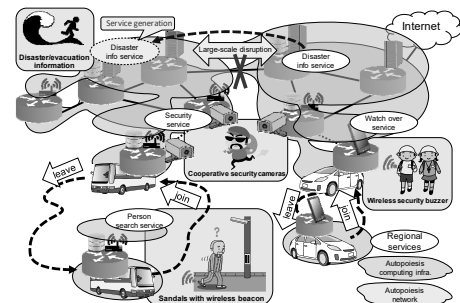 Service generation
Internet
Disaster
info service
Large-scale disruption
Disaster
info service
Disaster/evacuation
information
Security
service
Watch over
service
leave
Cooperative security cameras
join
leave
join
Wireless security buzzer
Person
search service
?
Regional
services
Autopoiesis
computing infra.
Sandals with wireless beacon
Autopoiesis
network